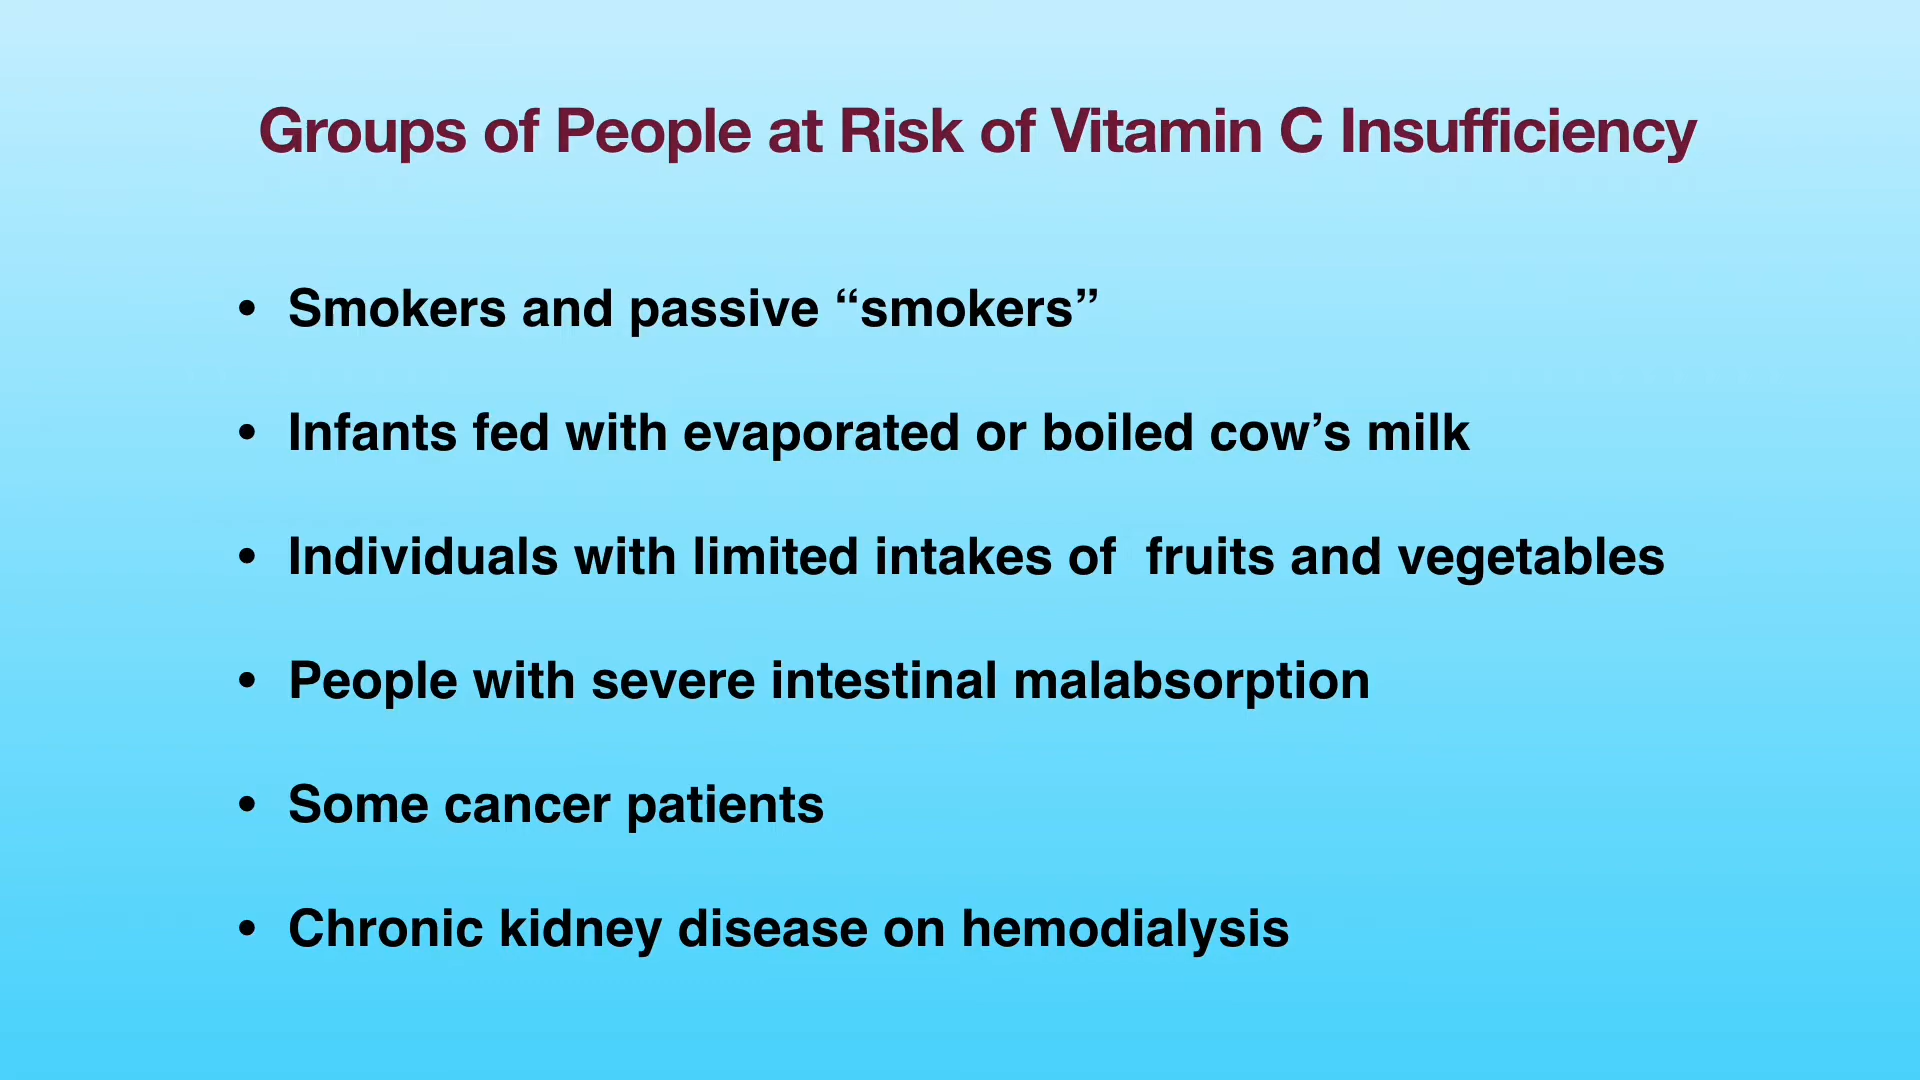 Groups of People at Risk of Vitamin C Insufficiency
• Smokers and passive “smokers”
• Infants fed with evaporated or boiled cow’s milk
• Individuals with limited intakes of  fruits and vegetables
• People with severe intestinal malabsorption
• Some cancer patients
• Chronic kidney disease on hemodialysis